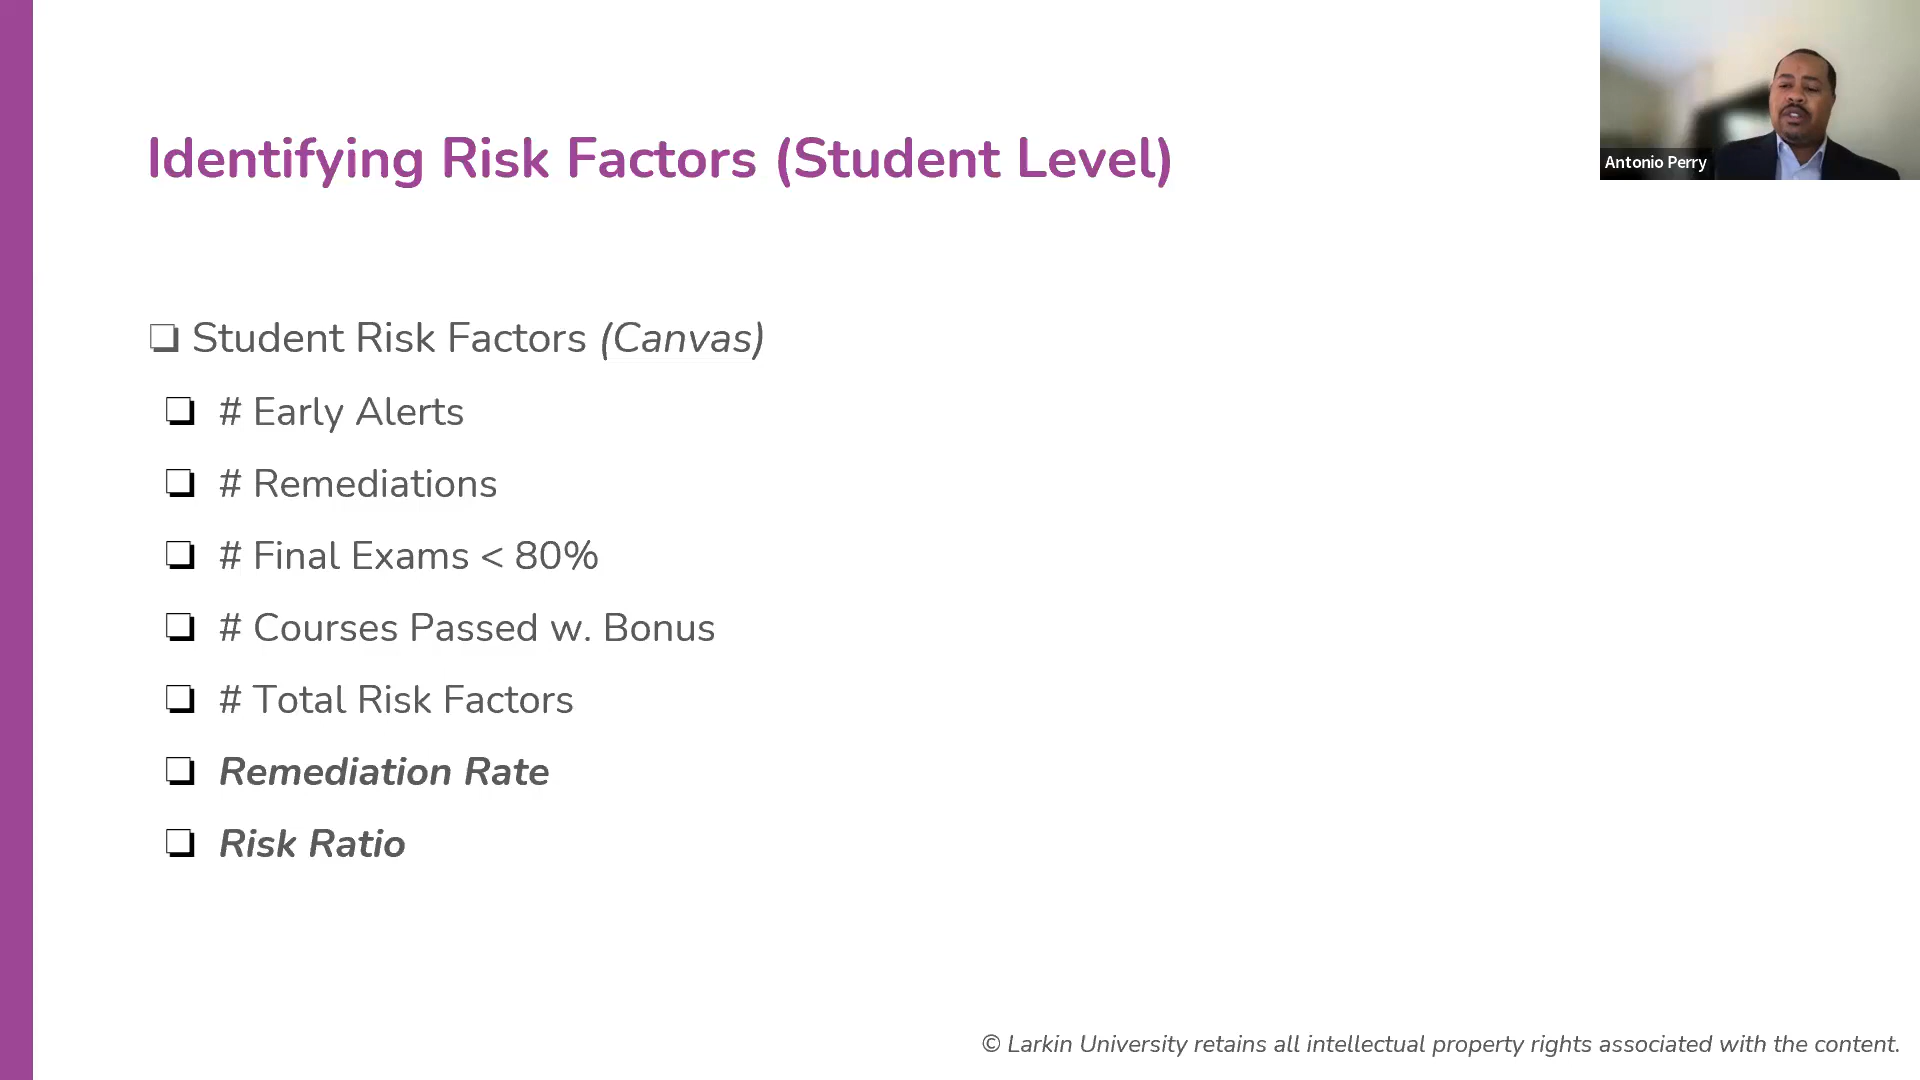 Identifying Risk Factors (Student Level)
Antonio Perry
❏ Student Risk Factors (Canvas)
❏ # Early Alerts
❏ # Remediations
❏ # Final Exams < 80%
❏ # Courses Passed w. Bonus
❏ # Total Risk Factors
❏ Remediation Rate
❏ Risk Ratio
© Larkin University retains all intellectual property rights associated with the content.